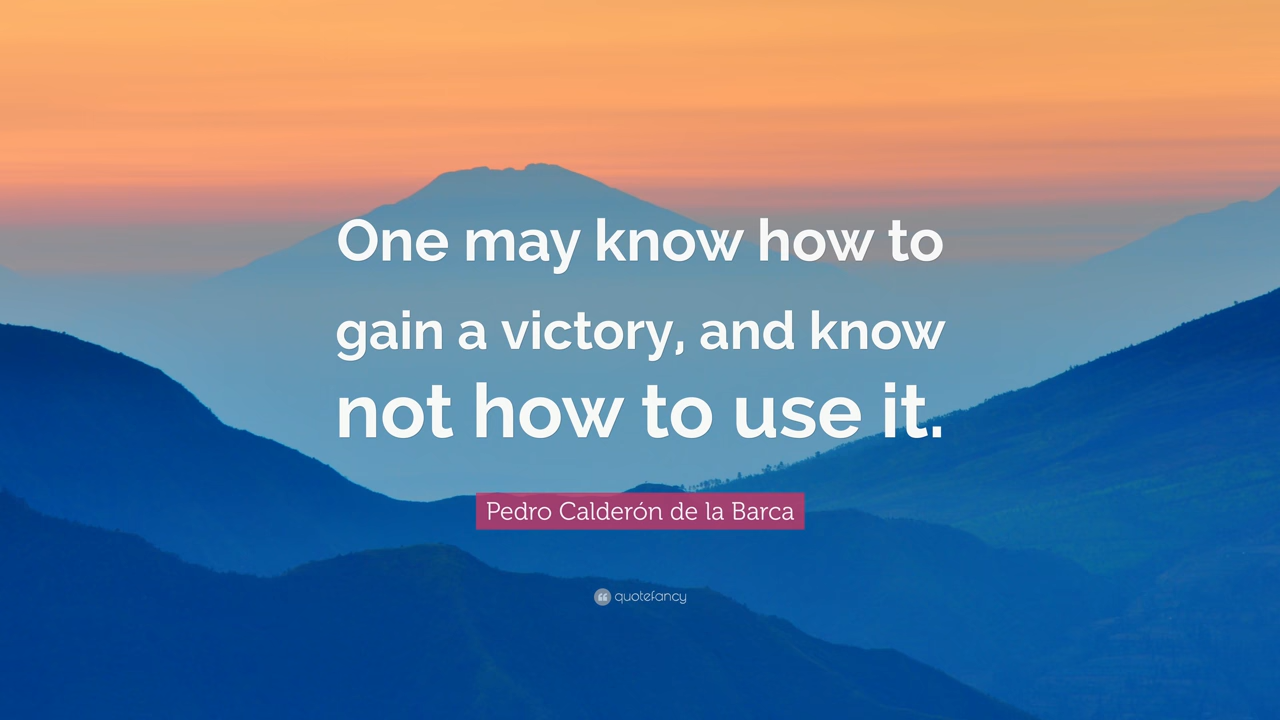 One may know how to
gain a victory, and know
not how to use it.
Pedro Calderón de la Barca
quotefancy